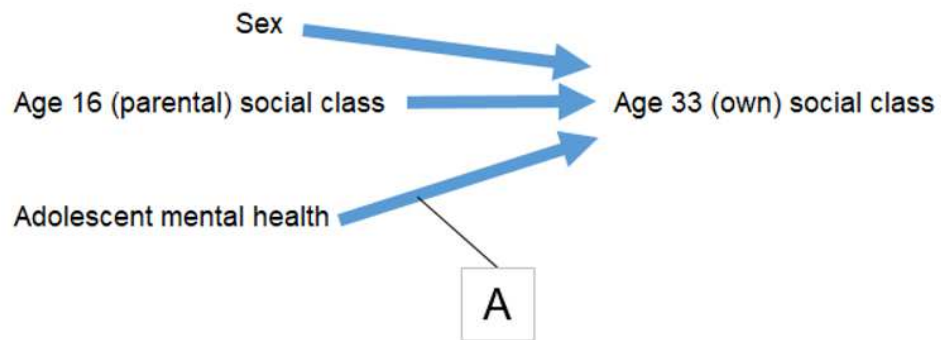 Sex
Age 16 (parental) social class
Age 33 (own) social class
Adolescent mental health
A